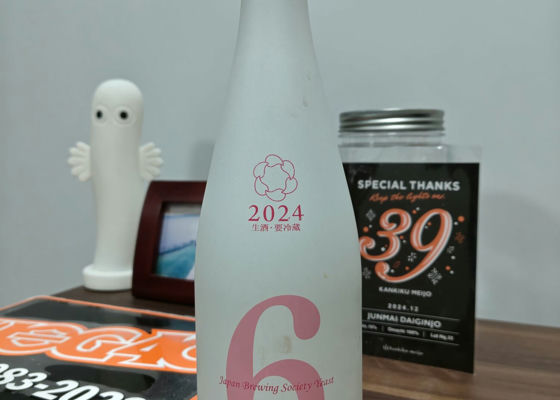 2024
生酒・要冷蔵
6
Japan Brewing Society Yeast
SPECIAL THANKS
Keep the lights on.
39
KANKIKU MEIJO
2024.12
JUNMAI DAIGINJO